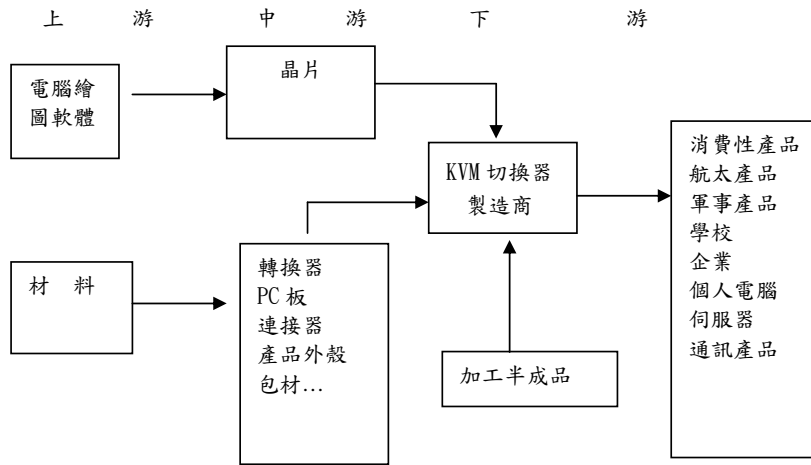 上 游 中 游 下 游
電腦繪
圖軟體
晶片
KVM 切換器
製造商
消費性產品
航太產品
軍事產品
學校
企業
個人電腦
伺服器
通訊產品
材 料
轉換器
PC 板
連接器
產品外殼
包材…
加工半成品